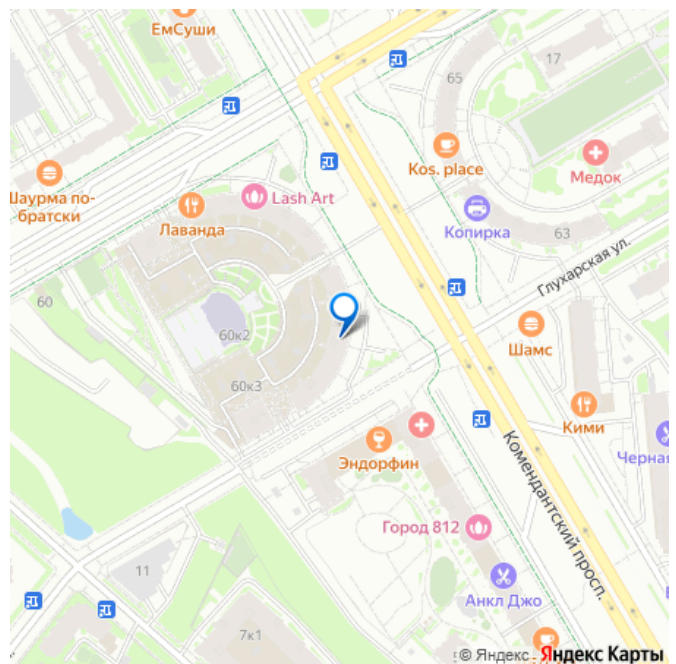 ЕмСуши
65
17
Kos. place
Медок
Шаурма по-
братски
Lash Art
Лаванда
Копирка
63
Глухарская ул.
60
60к2
Шамс
60к3
Кими
Эндорфин
Черная
Комендантский просп.
Город 812
11
Анкл Джо
7к1
© Яндекс
Яндекс Карты